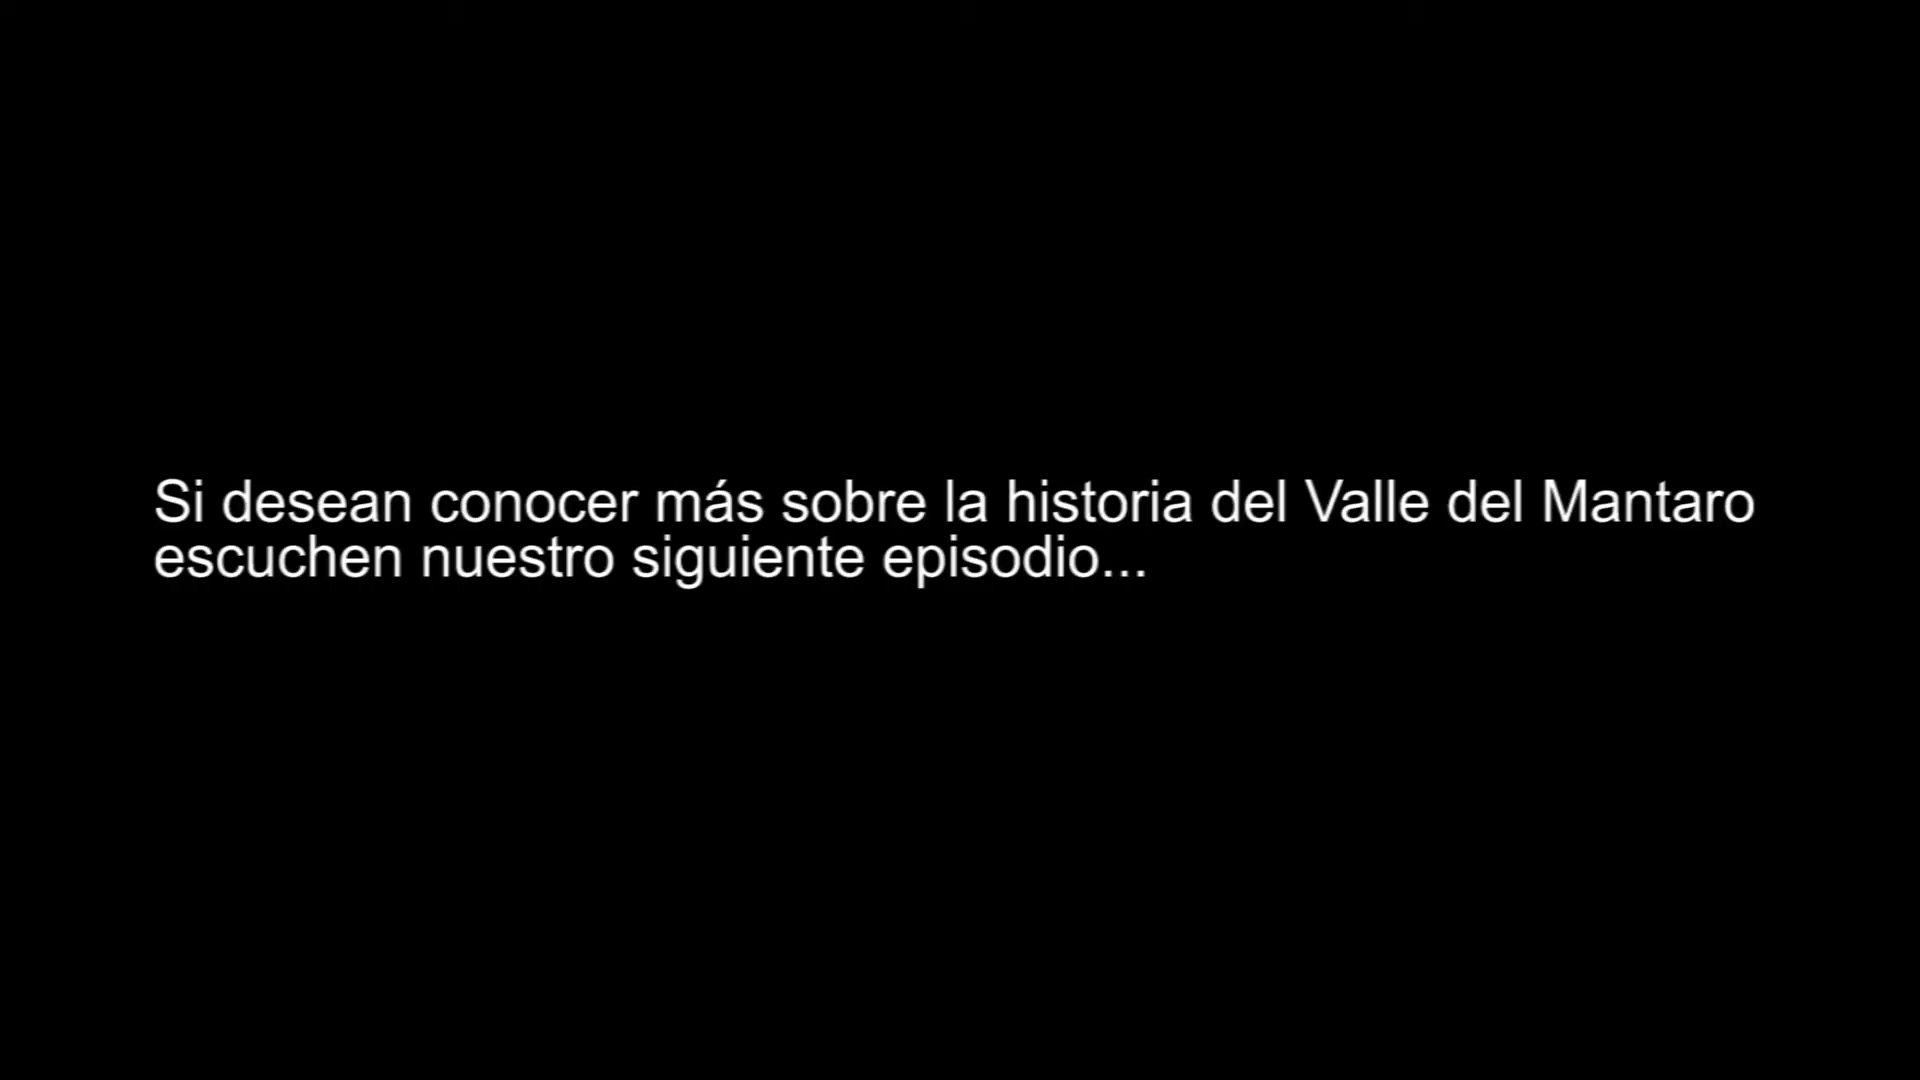 Si desean conocer más sobre la historia del Valle del Mantaro
escuchen nuestro siguiente episodio...